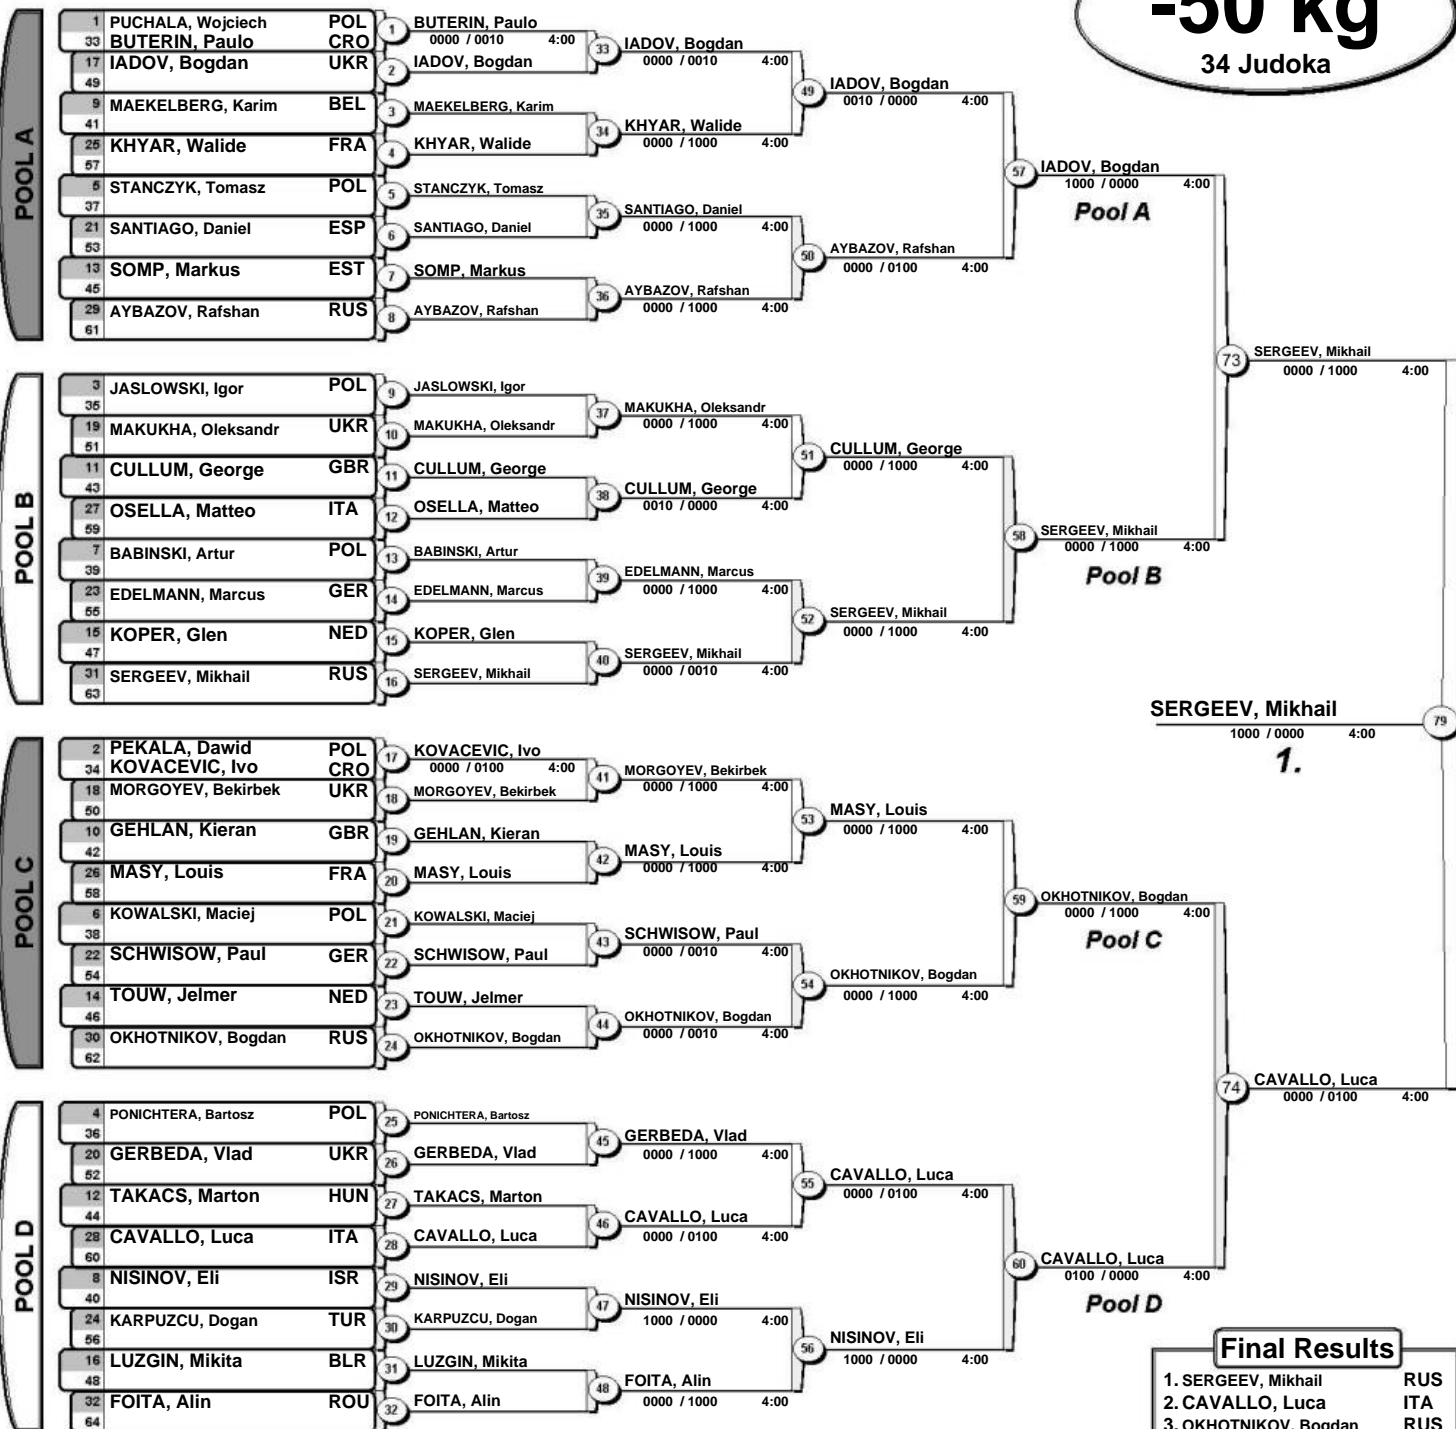 -50 kg
34 Judoka
POOL A
1 PUCHALA, Wojciech POL
33 BUTERIN, Paulo CRO
17 IADOV, Bogdan UKR
49
9 MAEKELBERG, Karim BEL
41
25 KHYAR, Walide FRA
57
5 STANCZYK, Tomasz POL
37
21 SANTIAGO, Daniel ESP
53
13 SOMP, Markus EST
45
29 AYBAZOV, Rafshan RUS
61
1 BUTERIN, Paulo
0000 / 0010 4:00
2 IADOV, Bogdan
3 MAEKELBERG, Karim
4 KHYAR, Walide
5 STANCZYK, Tomasz
6 SANTIAGO, Daniel
7 SOMP, Markus
8 AYBAZOV, Rafshan
33 IADOV, Bogdan
0000 / 0010 4:00
34 KHYAR, Walide
0000 / 1000 4:00
35 SANTIAGO, Daniel
0000 / 1000 4:00
36 AYBAZOV, Rafshan
0000 / 1000 4:00
49 IADOV, Bogdan
0010 / 0000 4:00
50 AYBAZOV, Rafshan
0000 / 0100 4:00
57 IADOV, Bogdan
1000 / 0000 4:00
Pool A
POOL B
3 JASLOWSKI, Igor POL
35
19 MAKUKHA, Oleksandr UKR
51
11 CULLUM, George GBR
43
27 OSELLA, Matteo ITA
59
7 BABINSKI, Artur POL
39
23 EDELMANN, Marcus GER
55
15 KOPER, Glen NED
47
31 SERGEEV, Mikhail RUS
63
9 JASLOWSKI, Igor
10 MAKUKHA, Oleksandr
11 CULLUM, George
12 OSELLA, Matteo
13 BABINSKI, Artur
14 EDELMANN, Marcus
15 KOPER, Glen
16 SERGEEV, Mikhail
37 MAKUKHA, Oleksandr
0000 / 1000 4:00
38 CULLUM, George
0010 / 0000 4:00
39 EDELMANN, Marcus
0000 / 1000 4:00
40 SERGEEV, Mikhail
0000 / 0010 4:00
51 CULLUM, George
0000 / 1000 4:00
52 SERGEEV, Mikhail
0000 / 1000 4:00
58 SERGEEV, Mikhail
0000 / 1000 4:00
Pool B
73 SERGEEV, Mikhail
0000 / 1000 4:00
SERGEEV, Mikhail 79
1000 / 0000 4:00
1.
POOL C
2 PEKALA, Dawid POL
34 KOVACEVIC, Ivo CRO
18 MORGOYEV, Bekirbek UKR
50
10 GEHLAN, Kieran GBR
42
26 MASY, Louis FRA
58
6 KOWALSKI, Maciej POL
38
22 SCHWISOW, Paul GER
54
14 TOUW, Jelmer NED
46
30 OKHOTNIKOV, Bogdan RUS
62
17 KOVACEVIC, Ivo
0000 / 0100 4:00
18 MORGOYEV, Bekirbek
19 GEHLAN, Kieran
20 MASY, Louis
21 KOWALSKI, Maciej
22 SCHWISOW, Paul
23 TOUW, Jelmer
24 OKHOTNIKOV, Bogdan
41 MORGOYEV, Bekirbek
0000 / 1000 4:00
42 MASY, Louis
0000 / 1000 4:00
43 SCHWISOW, Paul
0000 / 0010 4:00
44 OKHOTNIKOV, Bogdan
0000 / 0010 4:00
53 MASY, Louis
0000 / 1000 4:00
54 OKHOTNIKOV, Bogdan
0000 / 1000 4:00
59 OKHOTNIKOV, Bogdan
0000 / 1000 4:00
Pool C
POOL D
4 PONICHTERA, Bartosz POL
36
20 GERBEDA, Vlad UKR
52
12 TAKACS, Marton HUN
44
28 CAVALLO, Luca ITA
60
8 NISINOV, Eli ISR
40
24 KARPUZCU, Dogan TUR
56
16 LUZGIN, Mikita BLR
48
32 FOITA, Alin ROU
64
25 PONICHTERA, Bartosz
26 GERBEDA, Vlad
27 TAKACS, Marton
28 CAVALLO, Luca
29 NISINOV, Eli
30 KARPUZCU, Dogan
31 LUZGIN, Mikita
32 FOITA, Alin
45 GERBEDA, Vlad
0000 / 1000 4:00
46 CAVALLO, Luca
0000 / 0100 4:00
47 NISINOV, Eli
1000 / 0000 4:00
48 FOITA, Alin
0000 / 1000 4:00
55 CAVALLO, Luca
0000 / 0100 4:00
56 NISINOV, Eli
1000 / 0000 4:00
60 CAVALLO, Luca
0100 / 0000 4:00
Pool D
74 CAVALLO, Luca
0000 / 0100 4:00
Final Results
1. SERGEEV, Mikhail RUS
2. CAVALLO, Luca ITA
3. OKHOTNIKOV, Bogdan RUS